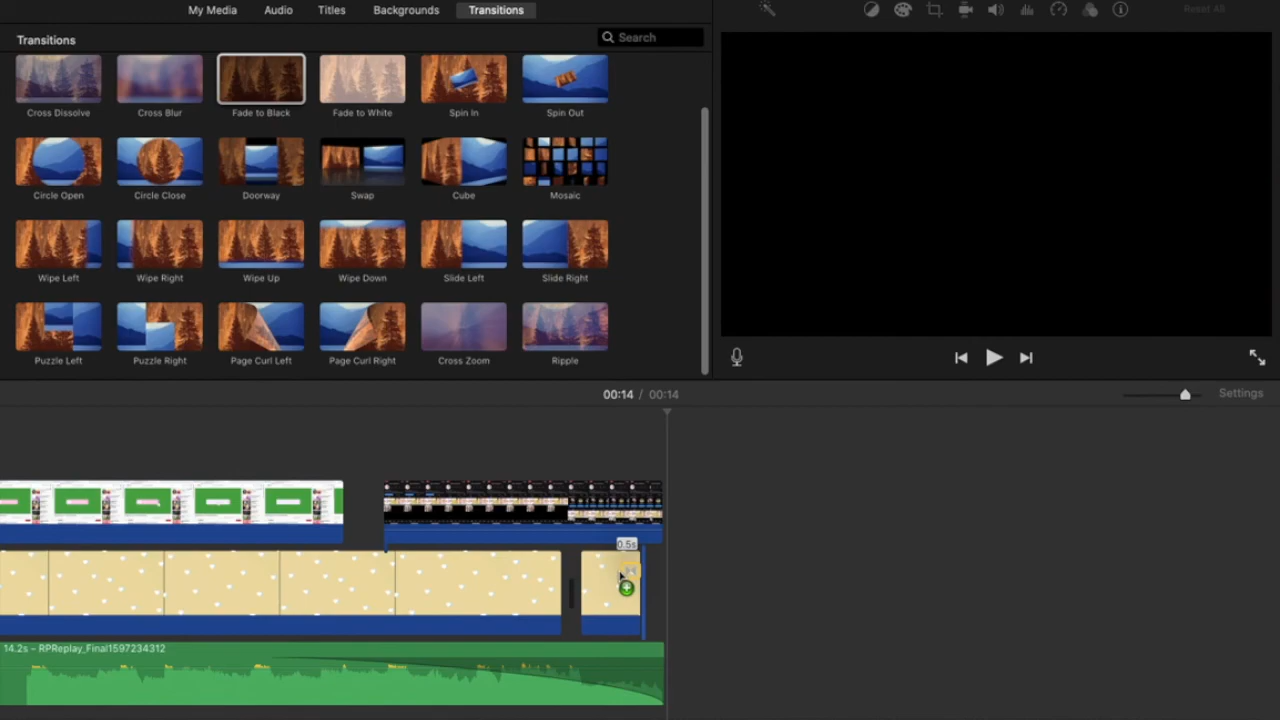 My Media Audio Titles Backgrounds Transitions
Reset All
Transitions
Search
Cross Dissolve Cross Blur Fade to Black Fade to White Spin In Spin Out
Circle Open Circle Close Doorway Swap Cube Mosaic
Wipe Left Wipe Right Wipe Up Wipe Down Slide Left Slide Right
Puzzle Left Puzzle Right Page Curl Left Page Curl Right Cross Zoom Ripple
00:14 / 00:14
Settings
0.5s
14.2s – RPReplay_Final1597234312